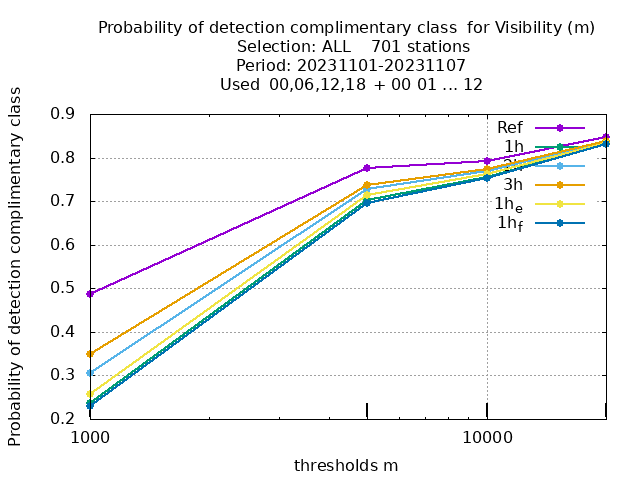 Probability of detection complimentary class for Visibility (m)
Selection: ALL 701 stations
Period: 20231101-20231107
Used 00,06,12,18 + 00 01 ... 12
Probability of detection complimentary class
0.9
0.8
0.7
0.6
0.5
0.4
0.3
0.2
1000
10000
thresholds m
Ref
1h
3h
1he
1hf